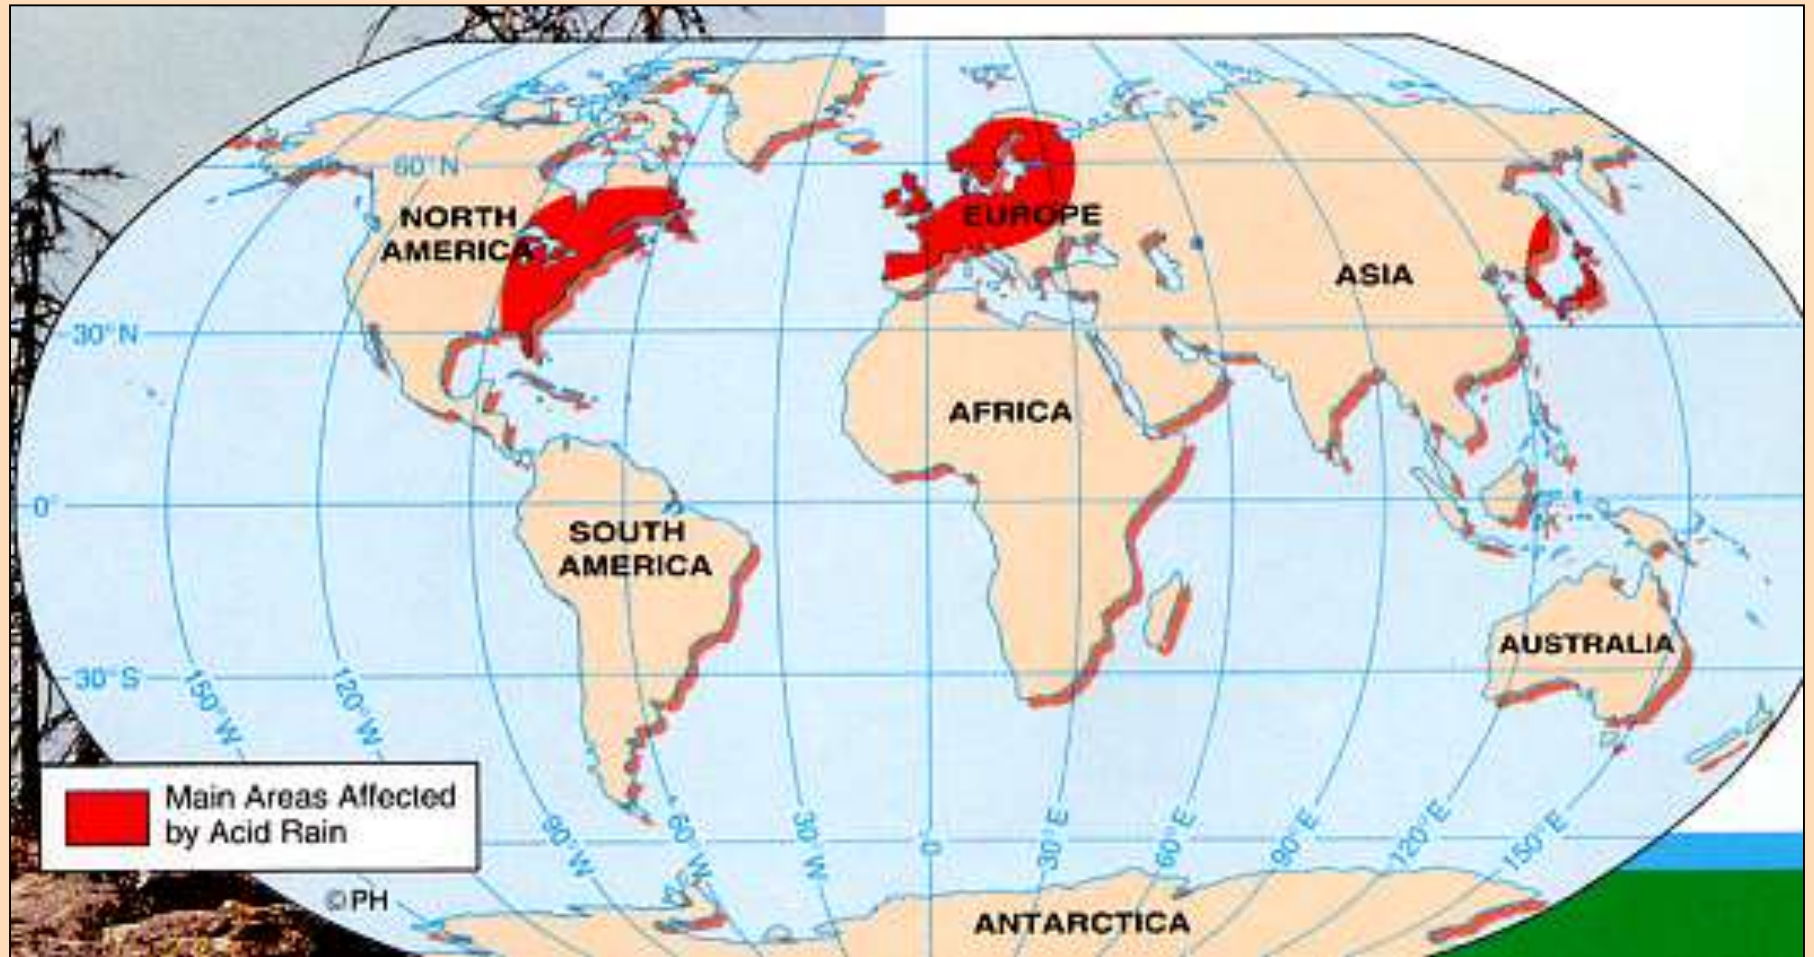 60°N
NORTH
AMERICA
EUROPE
ASIA
30°N
AFRICA
0°
SOUTH
AMERICA
AUSTRALIA
30°S
150°W
120°W
90°W
60°W
30°W
0°
30°E
60°E
90°E
120°E
150°E
Main Areas Affected
by Acid Rain
©PH
ANTARCTICA